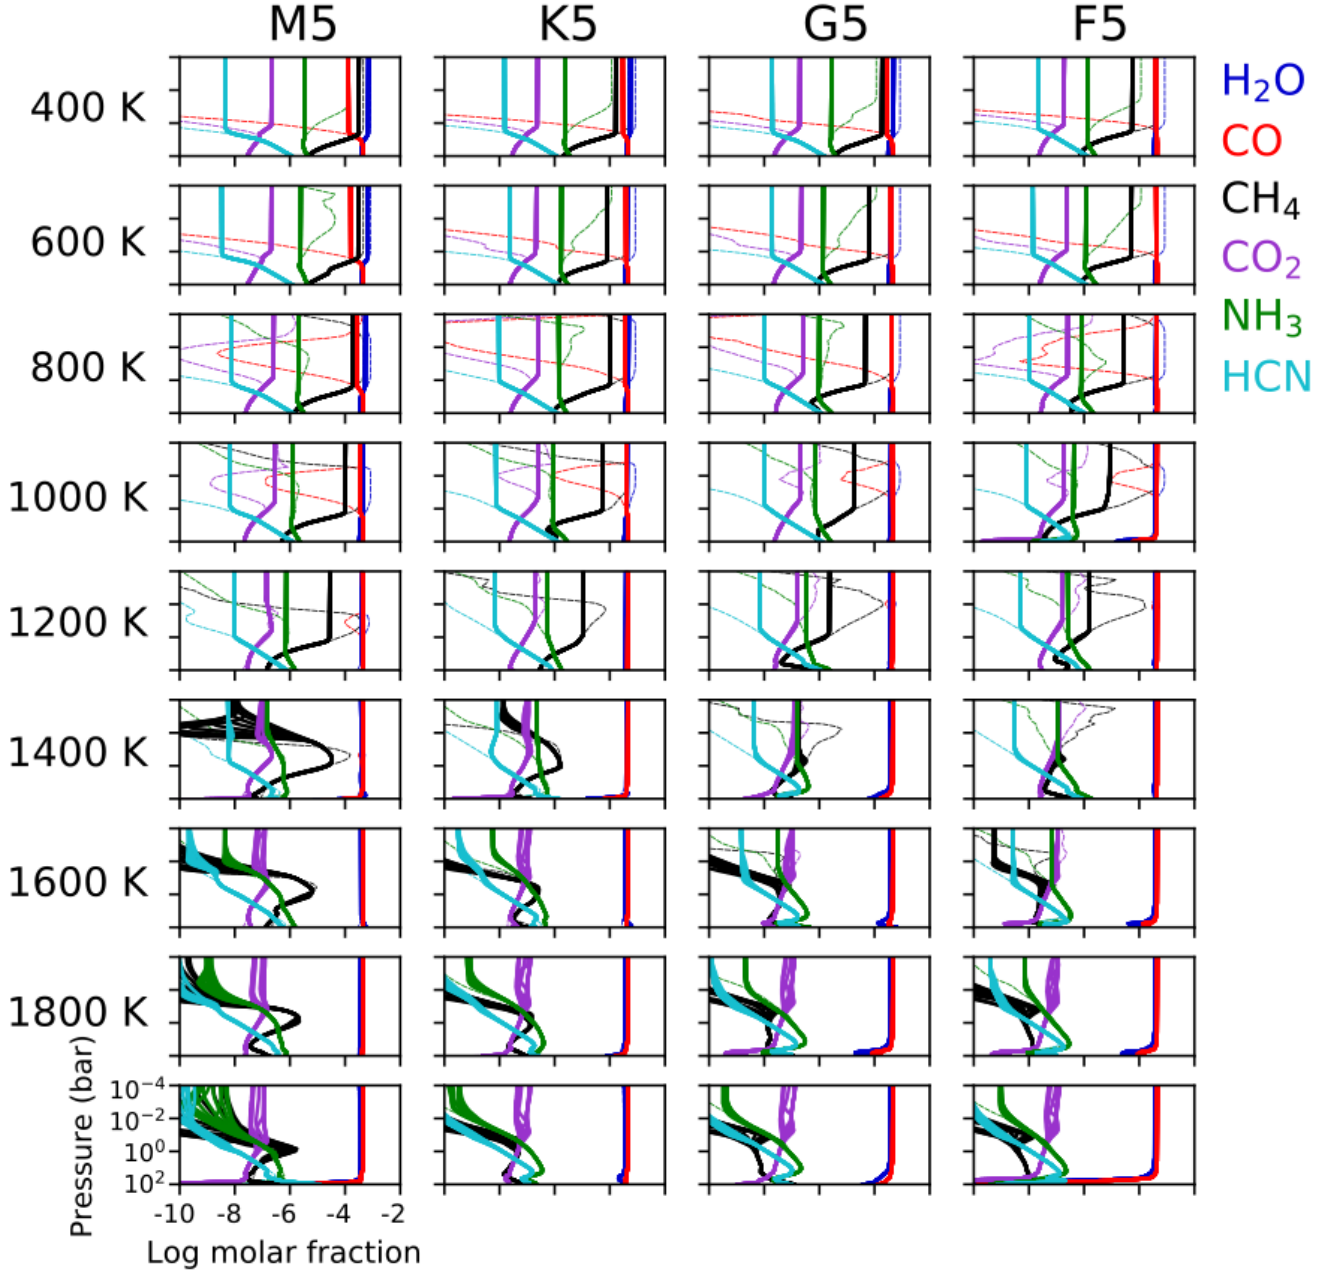 M5 K5 G5 F5
400 K
600 K
800 K
1000 K
1200 K
1400 K
1600 K
1800 K
H₂O
CO
CH₄
CO₂
NH₃
HCN
Pressure (bar)
10⁻⁴
10⁻²
10⁰
10²
-10 -8 -6 -4 -2
Log molar fraction